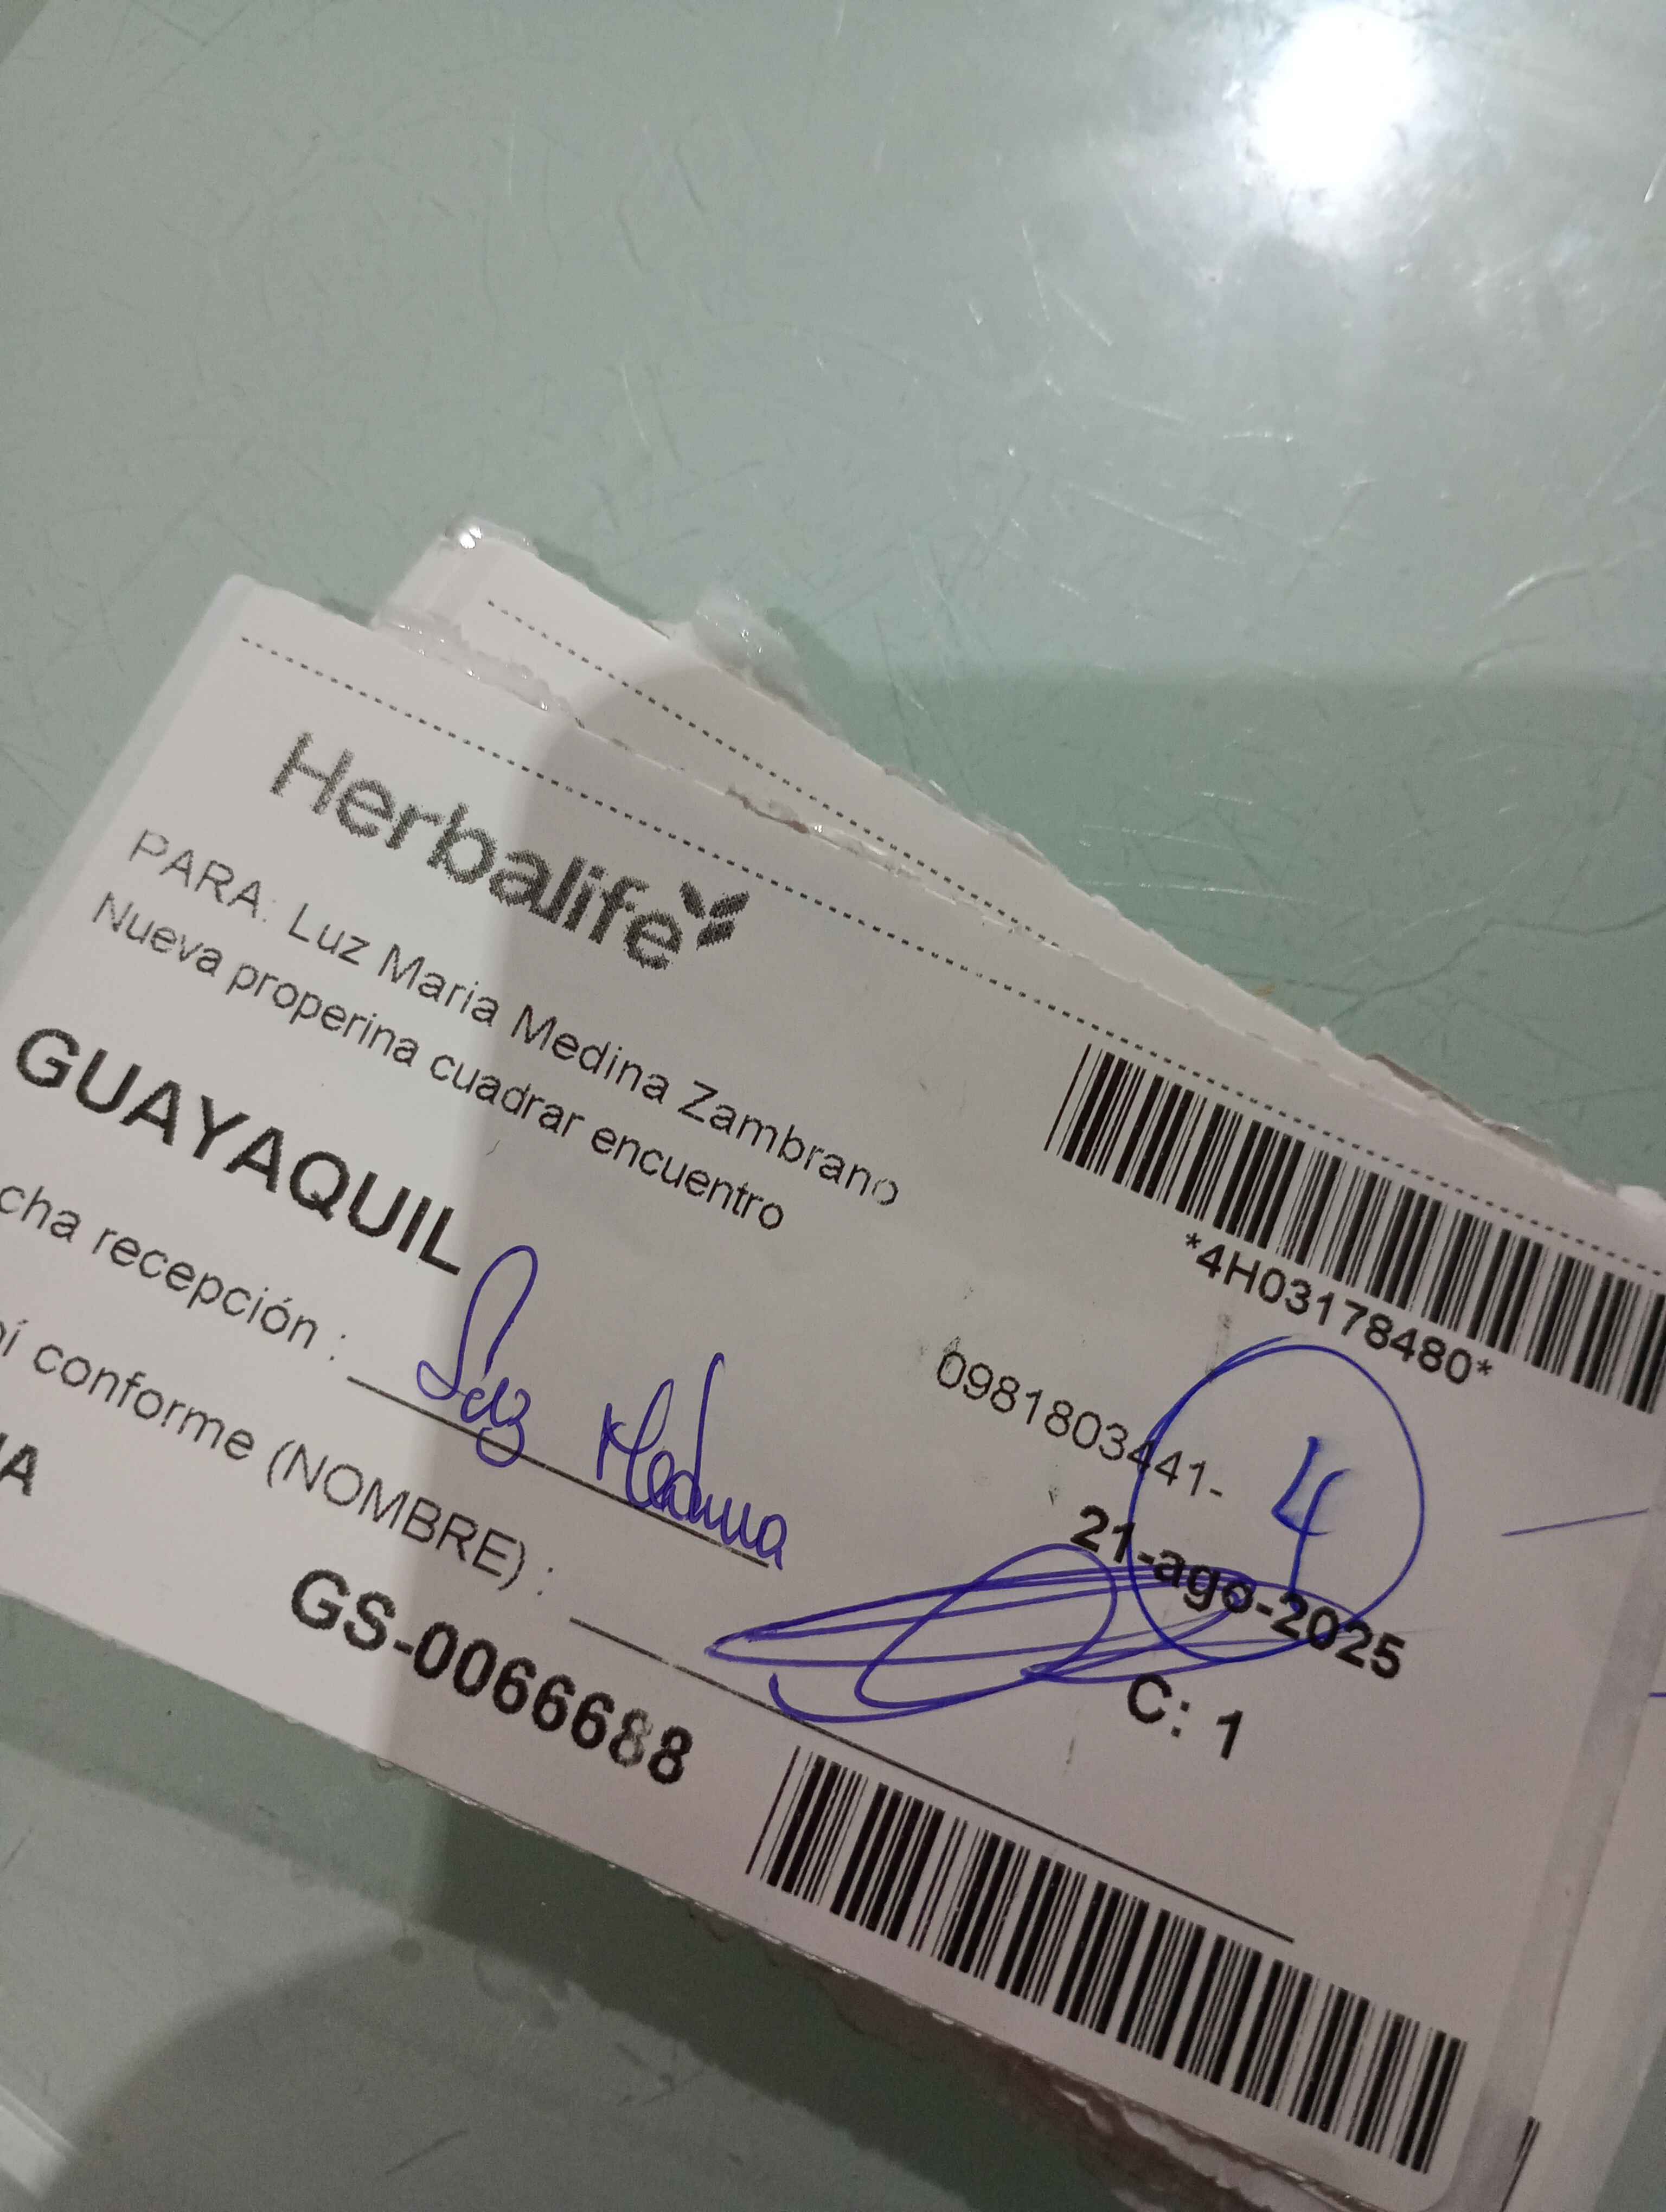 Herbalife
*4H03178480*
PARA: Luz Maria Medina Zambrano
Nueva properina cuadrar encuentro
0981803441-
GUAYAQUIL
4
21-ago-2025
cha recepción :
Luz Medina
C: 1
bí conforme (NOMBRE) :
GS-0066688